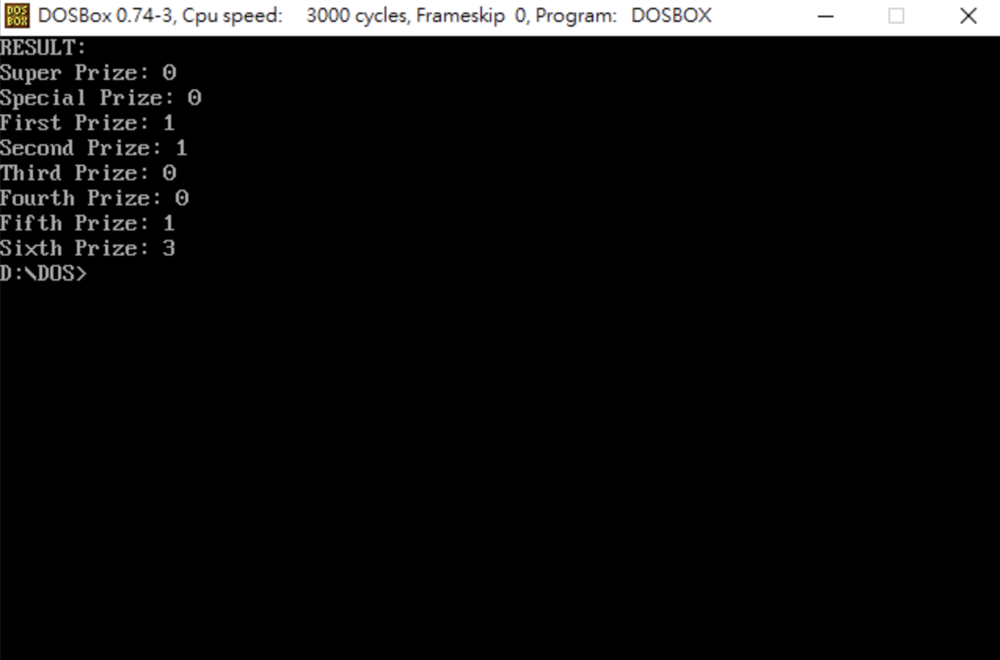 DOS
BOX
DOSBox 0.74-3, Cpu speed: 3000 cycles, Frameskip 0, Program: DOSBOX
RESULT:
Super Prize: 0
Special Prize: 0
First Prize: 1
Second Prize: 1
Third Prize: 0
Fourth Prize: 0
Fifth Prize: 1
Sixth Prize: 3
D:\DOS>